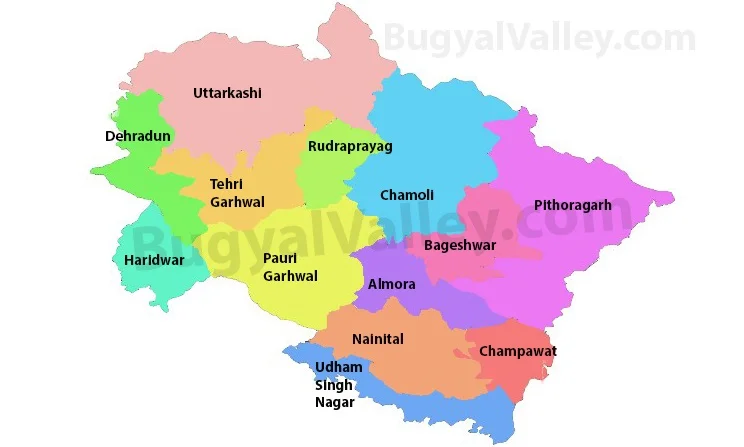 BugyalValley.com
Uttarkashi
Dehradun
Rudraprayag
Tehri
Garhwal
Chamoli
Pithoragarh
BugyalValley.com
Bageshwar
Haridwar
Pauri
Garhwal
Almora
Nainital
Champawat
Udham
Singh
Nagar